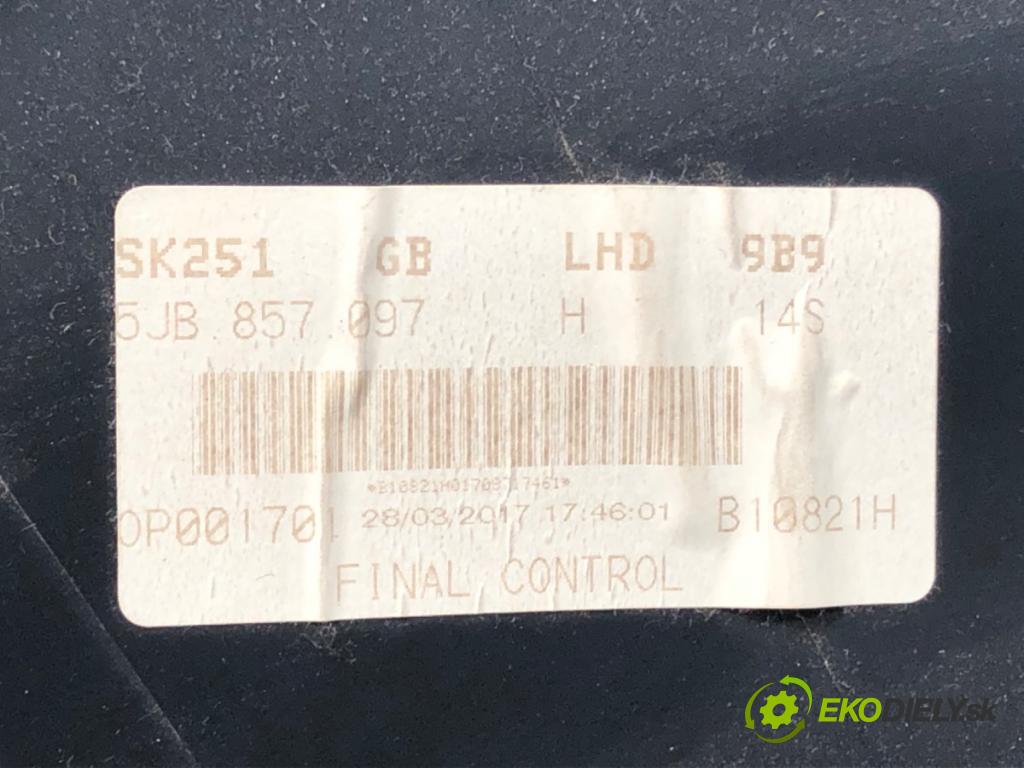 SK251 GB LHD 9B9
5JB 857 097 H 14S
0P001701 28/03/2017 17:46:01 B10821H
FINAL CONTROL
EKODIELY.sk